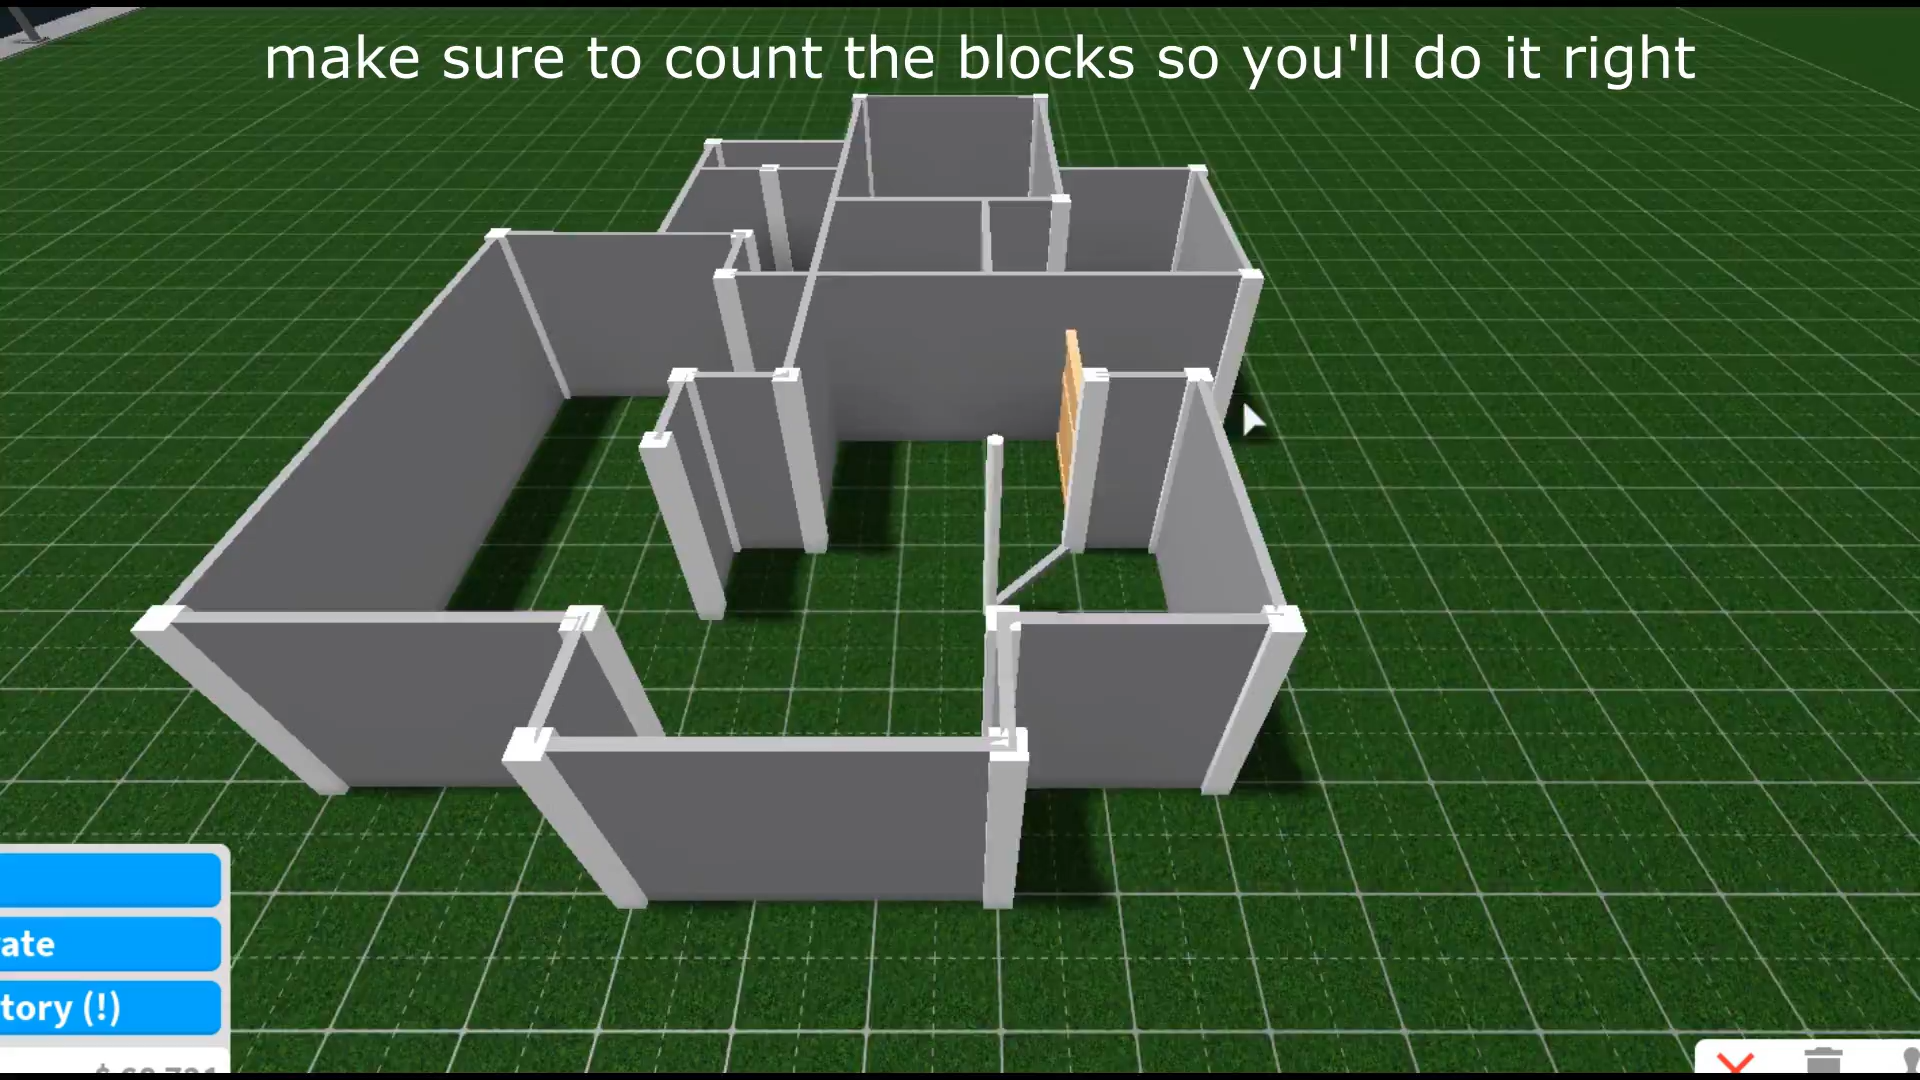 make sure to count the blocks so you'll do it right
ate
tory (!)